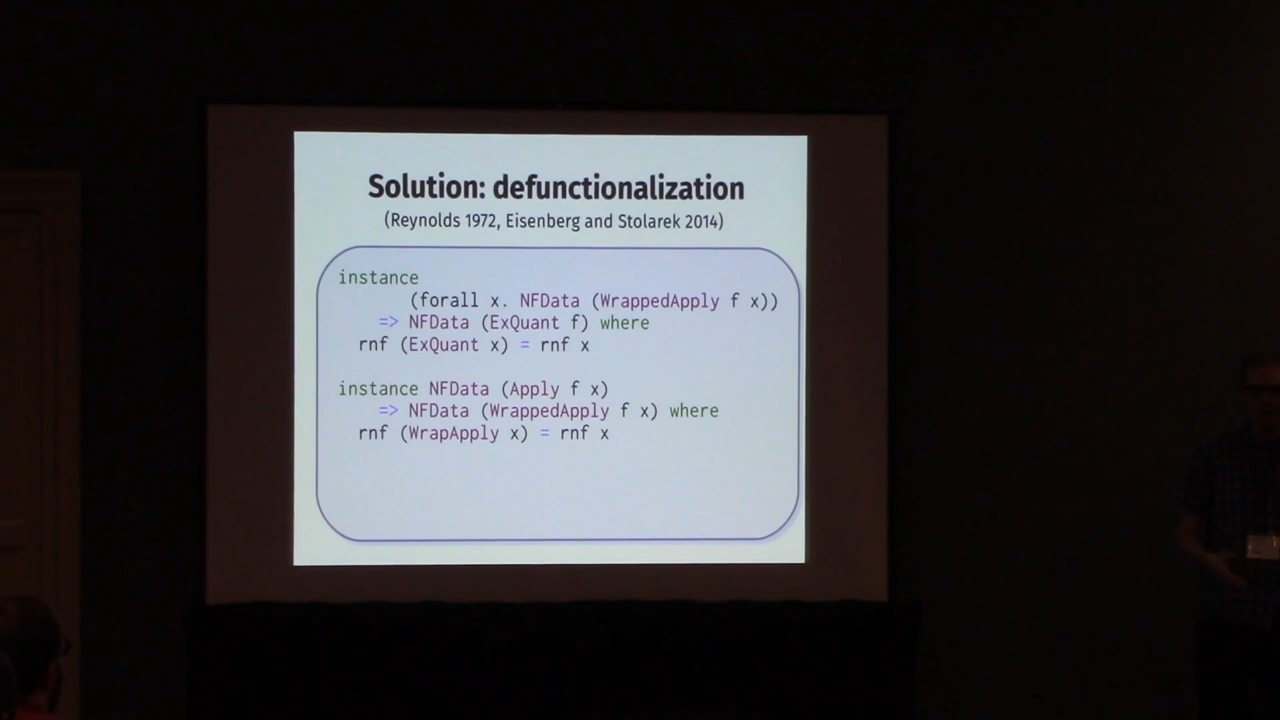 Solution: defunctionalization
(Reynolds 1972, Eisenberg and Stolarek 2014)
instance
(forall x. NFData (WrappedApply f x))
=> NFData (ExQuant f) where
rnf (ExQuant x) = rnf x
instance NFData (Apply f x)
=> NFData (WrappedApply f x) where
rnf (WrapApply x) = rnf x